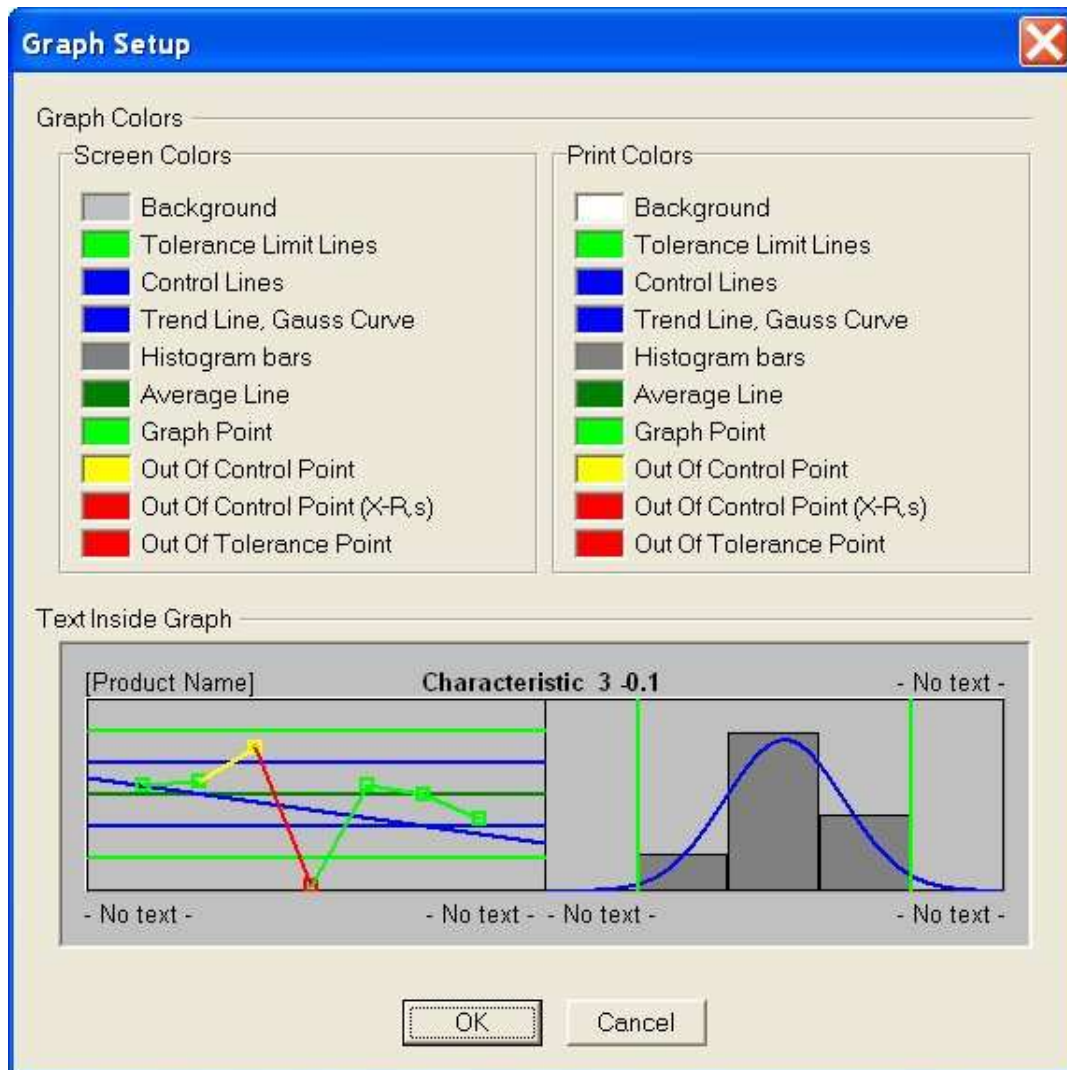 Graph Setup
Graph Colors
Screen Colors
Background
Tolerance Limit Lines
Control Lines
Trend Line, Gauss Curve
Histogram bars
Average Line
Graph Point
Out Of Control Point
Out Of Control Point (X-R,s)
Out Of Tolerance Point
Print Colors
Background
Tolerance Limit Lines
Control Lines
Trend Line, Gauss Curve
Histogram bars
Average Line
Graph Point
Out Of Control Point
Out Of Control Point (X-R,s)
Out Of Tolerance Point
Text Inside Graph
[Product Name] Characteristic 3 -0.1 - No text -
- No text - - No text - - No text - - No text -
OK Cancel